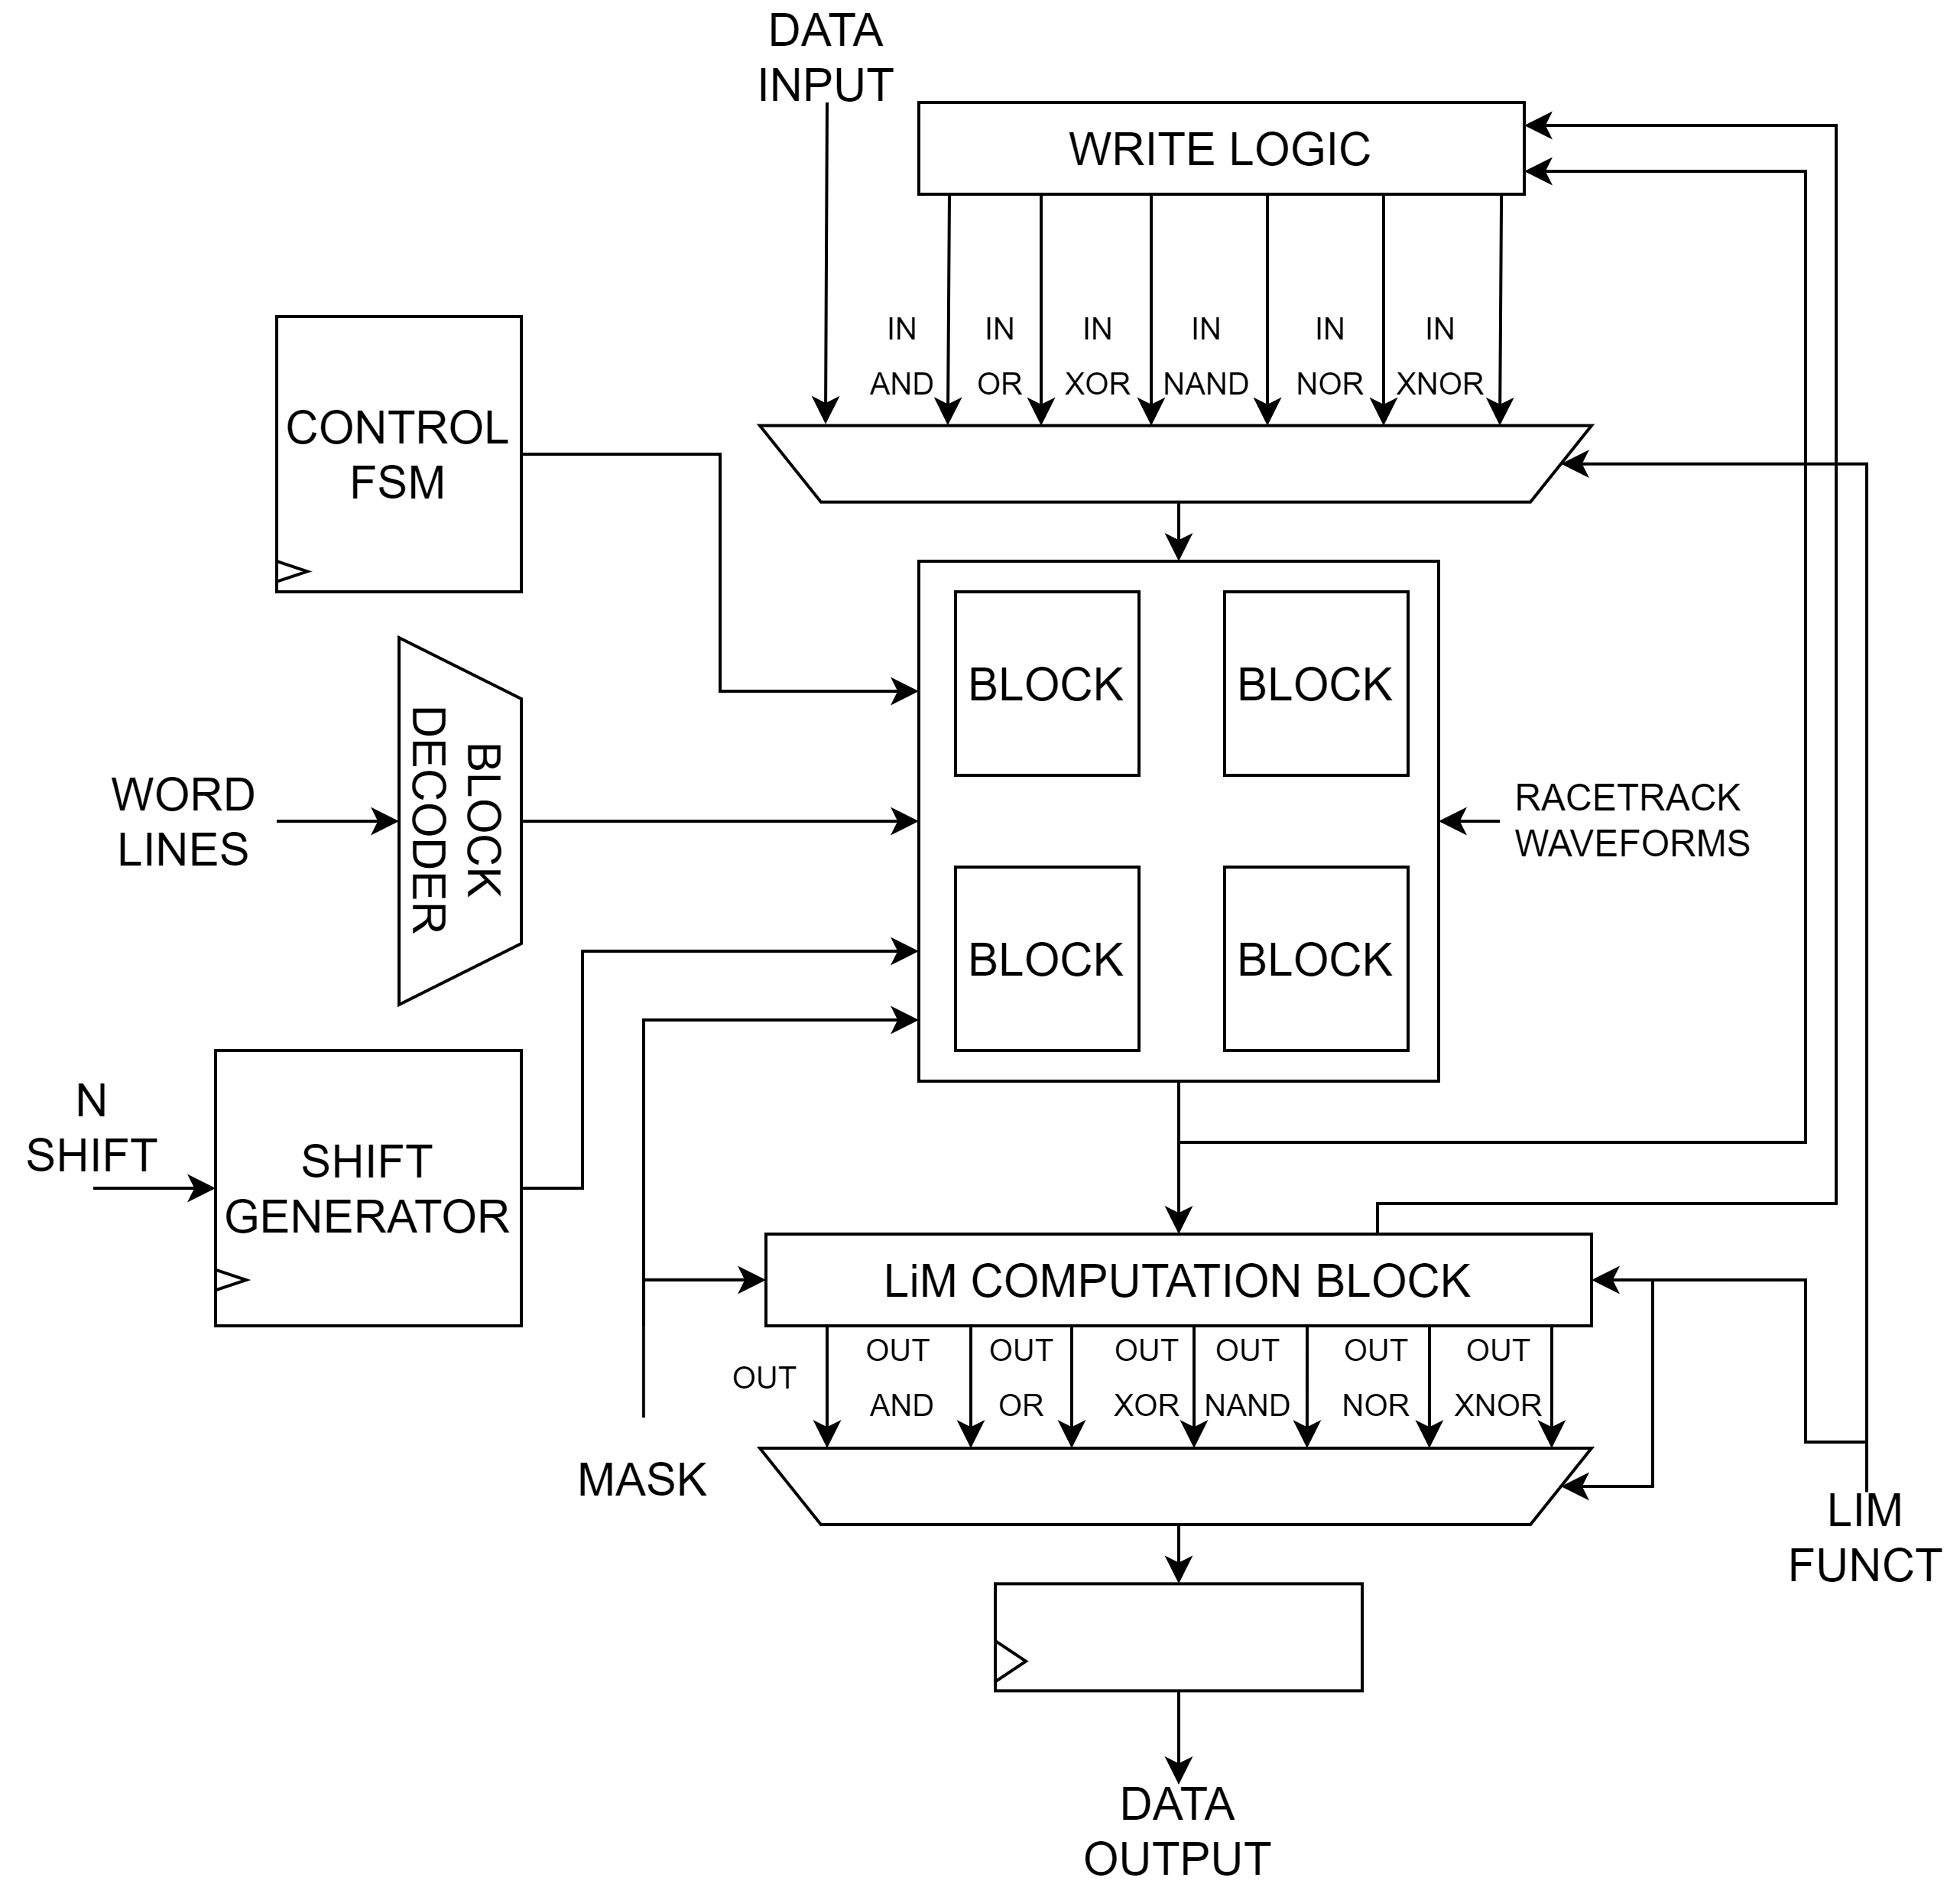 DATA
INPUT
WRITE LOGIC
IN
AND
IN
OR
IN
XOR
IN
NAND
IN
NOR
IN
XNOR
CONTROL
FSM
BLOCK
BLOCK
BLOCK
DECODER
WORD
LINES
RACETRACK
WAVEFORMS
BLOCK
BLOCK
N
SHIFT
SHIFT
GENERATOR
LiM COMPUTATION BLOCK
OUT
OUT
AND
OUT
OR
OUT
XOR
OUT
NAND
OUT
NOR
OUT
XNOR
MASK
LIM
FUNCT
DATA
OUTPUT